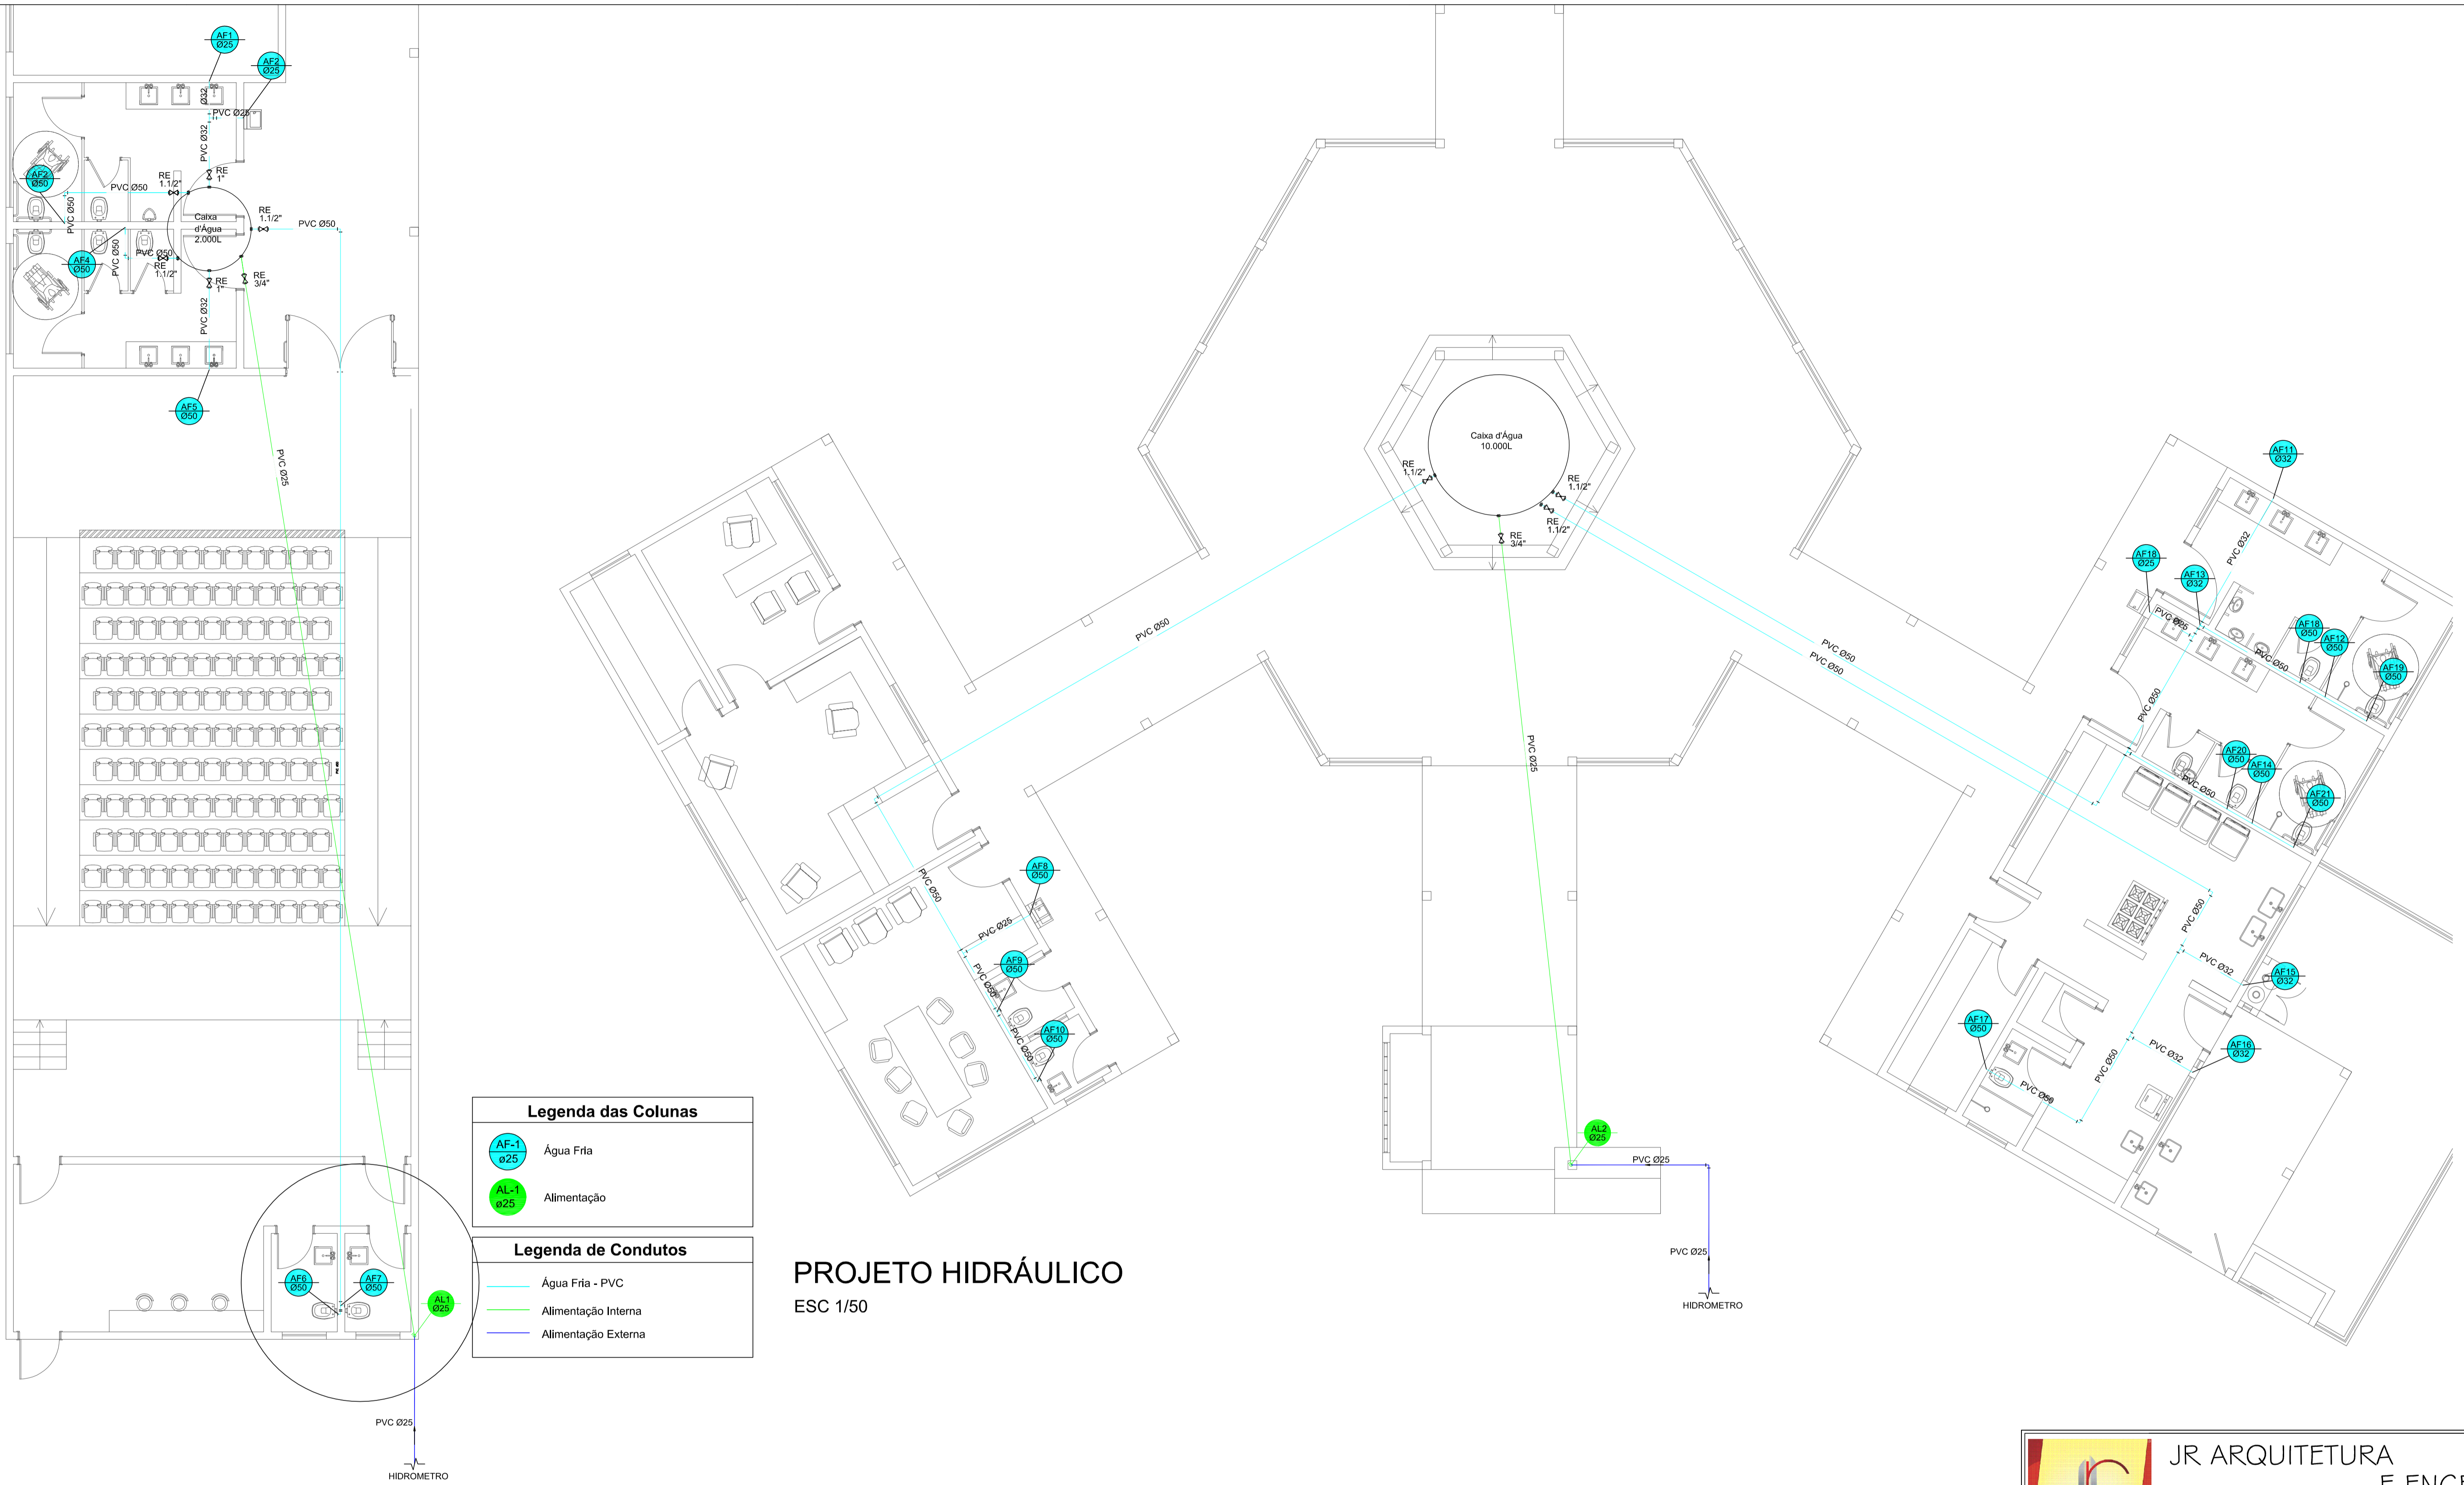 AF1
Ø25
AF2
Ø25
Ø32
PVC Ø25
PVC Ø32
AF2
Ø50
PVC Ø50
RE
1.1/2"
RE
1"
PVC Ø50
Caixa
d'Água
2.000L
RE
1.1/2"
PVC Ø50
AF4
Ø50
PVC Ø50
PVC Ø50
RE
1.1/2"
RE
1"
RE
3/4"
PVC Ø32
AF5
Ø50
PVC Ø25
Caixa d'Água
10.000L
RE
1.1/2"
RE
1.1/2"
RE
1.1/2"
RE
3/4"
PVC Ø50
PVC Ø50
PVC Ø50
PVC Ø25
AF11
Ø32
PVC Ø32
AF18
Ø25
AF13
Ø32
PVC Ø25
AF18
Ø50
AF12
Ø50
PVC Ø50
AF19
Ø50
PVC Ø50
AF20
Ø50
AF14
Ø50
PVC Ø50
AF21
Ø50
PVC Ø50
PVC Ø32
AF15
Ø32
AF17
Ø50
PVC Ø32
AF16
Ø32
PVC Ø50
PVC Ø50
PVC Ø50
AF8
Ø50
PVC Ø25
AF9
Ø50
PVC Ø50
AF10
Ø50
PVC Ø50
Legenda das Colunas
AF-1
ø25
Água Fria
AL-1
ø25
Alimentação
Legenda de Condutos
Água Fria - PVC
Alimentação Interna
Alimentação Externa
PROJETO HIDRÁULICO
ESC 1/50
AL2
Ø25
PVC Ø25
PVC Ø25
HIDROMETRO
AF6
Ø50
AF7
Ø50
AL1
Ø25
PVC Ø25
HIDROMETRO
JR ARQUITETURA